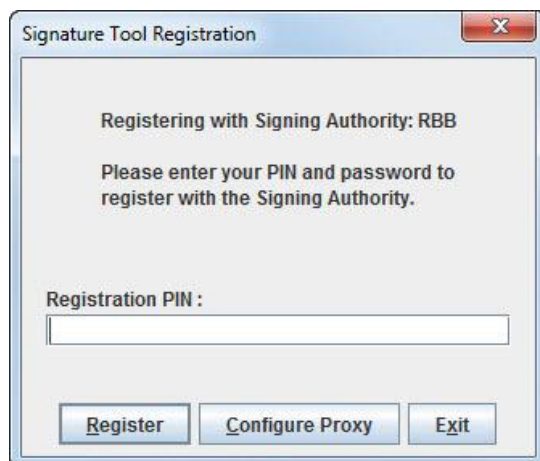 Signature Tool Registration
Registering with Signing Authority: RBB
Please enter your PIN and password to
register with the Signing Authority.
Registration PIN :
Register Configure Proxy Exit